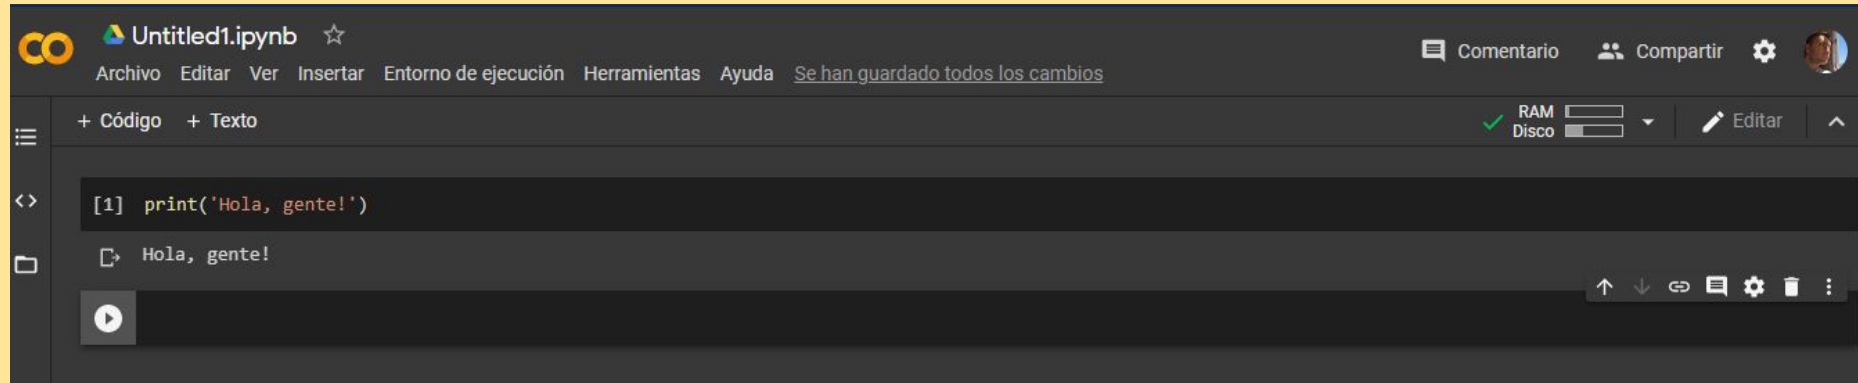 CO
Untitled1.ipynb
Comentario Compartir
Archivo Editar Ver Insertar Entorno de ejecución Herramientas Ayuda Se han guardado todos los cambios
+ Código + Texto
RAM
Disco
Editar
[1] print('Hola, gente!')
Hola, gente!